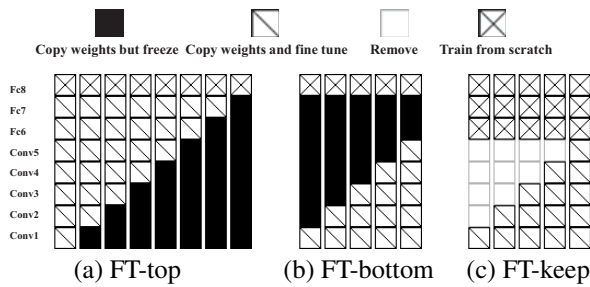 Copy weights but freeze Copy weights and fine tune Remove Train from scratch
Fc8
Fc7
Fc6
Conv5
Conv4
Conv3
Conv2
Conv1
(a) FT-top (b) FT-bottom (c) FT-keep